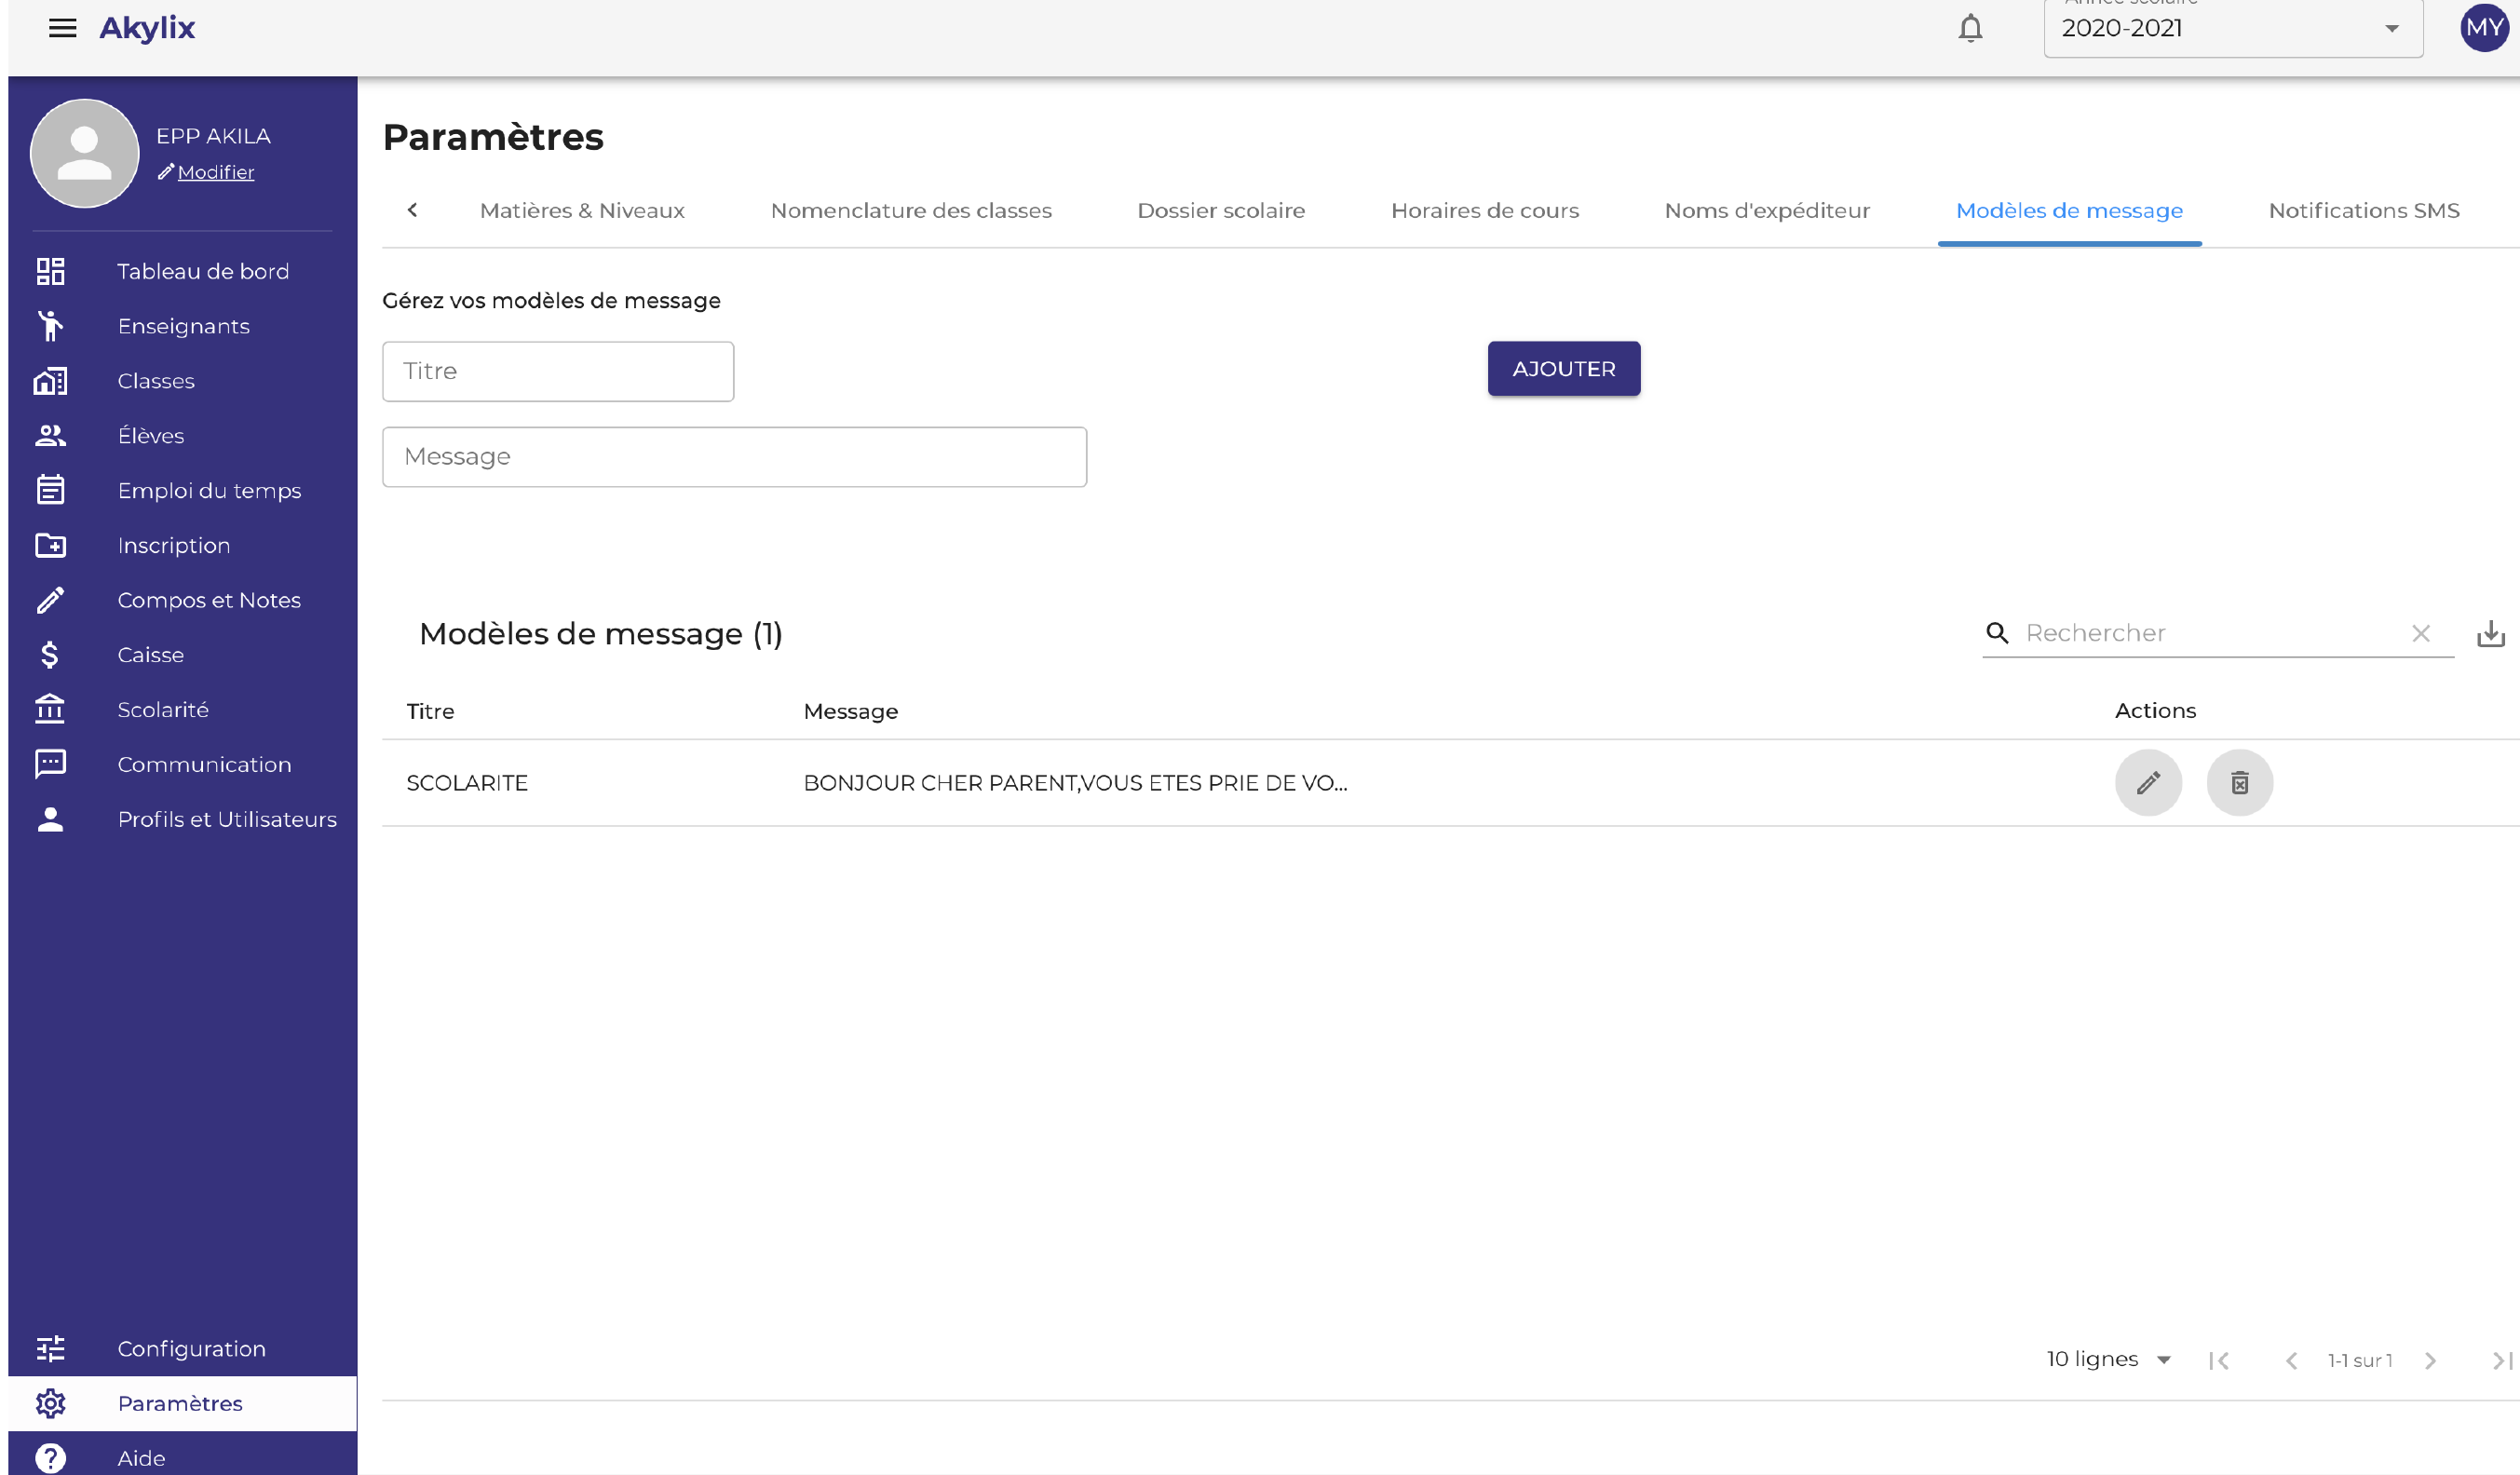 Akylix
Année scolaire
2020-2021
MY
EPP AKILA
Modifier
Tableau de bord
Enseignants
Classes
Élèves
Emploi du temps
Inscription
Compos et Notes
Caisse
Scolarité
Communication
Profils et Utilisateurs
Configuration
Paramètres
Aide
Paramètres
Matières & Niveaux
Nomenclature des classes
Dossier scolaire
Horaires de cours
Noms d'expéditeur
Modèles de message
Notifications SMS
Gérez vos modèles de message
Titre
AJOUTER
Message
Modèles de message (1)
Rechercher
Titre Message Actions
SCOLARITE BONJOUR CHER PARENT,VOUS ETES PRIE DE VO...
10 lignes
1-1 sur 1